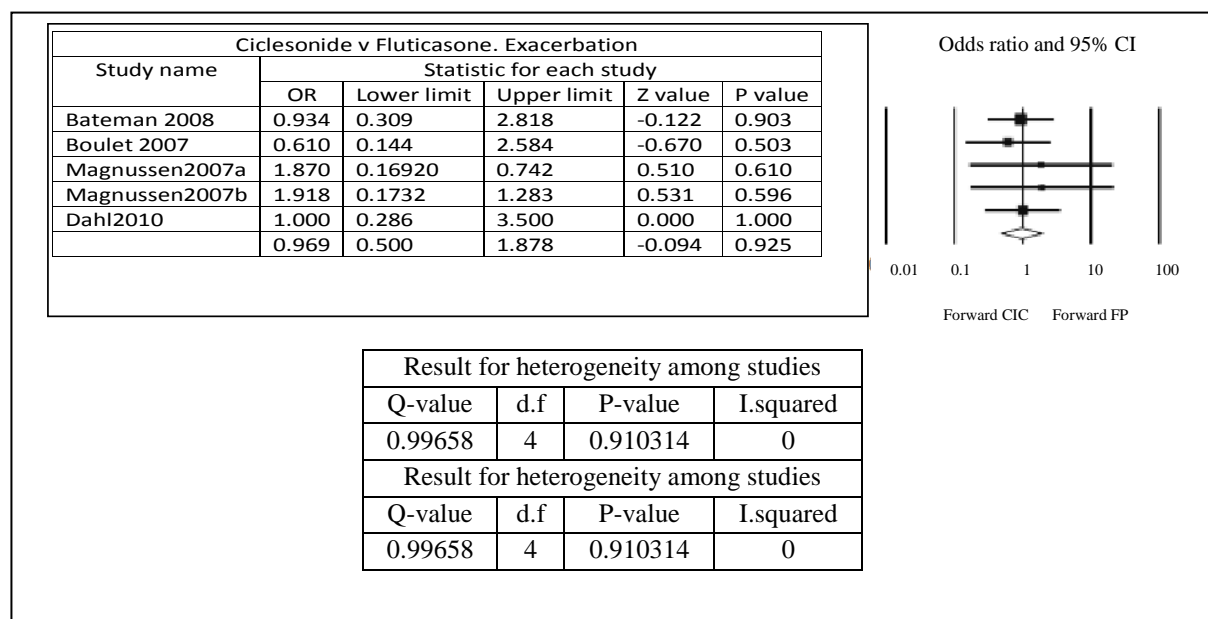 Ciclesonide v Fluticasone. Exacerbation
Study name Statistic for each study
OR Lower limit Upper limit Z value P value
Bateman 2008 0.934 0.309 2.818 -0.122 0.903
Boulet 2007 0.610 0.144 2.584 -0.670 0.503
Magnussen2007a 1.870 0.16920 0.742 0.510 0.610
Magnussen2007b 1.918 0.1732 1.283 0.531 0.596
Dahl2010 1.000 0.286 3.500 0.000 1.000
0.969 0.500 1.878 -0.094 0.925
Odds ratio and 95% CI
0.01 0.1 1 10 100
Forward CIC Forward FP
Result for heterogeneity among studies
Q-value d.f P-value I.squared
0.99658 4 0.910314 0
Result for heterogeneity among studies
Q-value d.f P-value I.squared
0.99658 4 0.910314 0